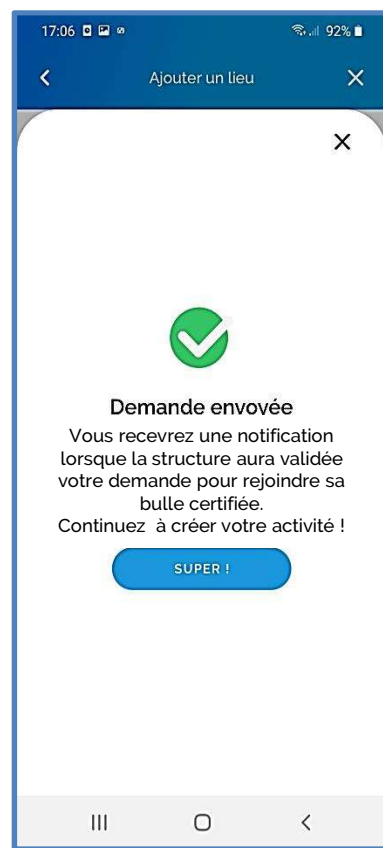 17:06 92%
Ajouter un lieu
Demande envovée
Vous recevrez une notification
lorsque la structure aura validée
votre demande pour rejoindre sa
bulle certifiée.
Continuez à créer votre activité !
SUPER !